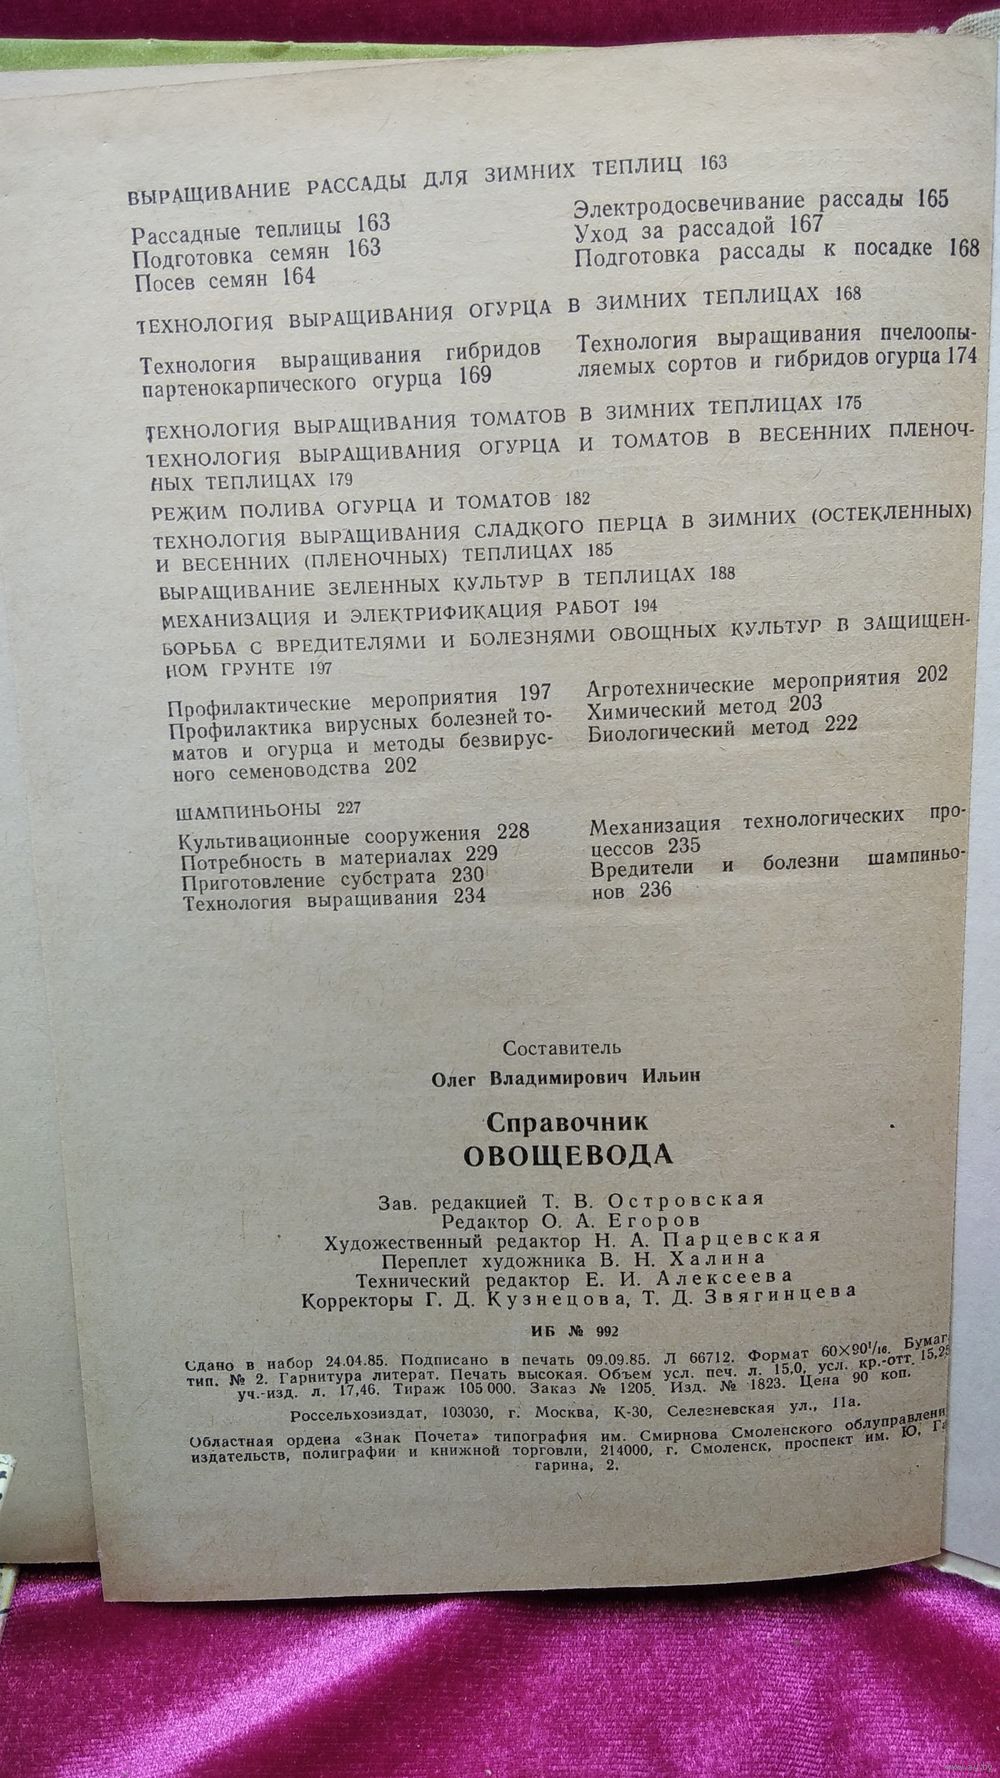 ВЫРАЩИВАНИЕ РАССАДЫ ДЛЯ ЗИМНИХ ТЕПЛИЦ 163
Рассадные теплицы 163
Подготовка семян 163
Посев семян 164
Электродосвечивание рассады 165
Уход за рассадой 167
Подготовка рассады к посадке 168
ТЕХНОЛОГИЯ ВЫРАЩИВАНИЯ ОГУРЦА В ЗИМНИХ ТЕПЛИЦАХ 168
Технология выращивания гибридов
партенокарпического огурца 169
Технология выращивания пчелоопы-
ляемых сортов и гибридов огурца 174
ТЕХНОЛОГИЯ ВЫРАЩИВАНИЯ ТОМАТОВ В ЗИМНИХ ТЕПЛИЦАХ 175
ТЕХНОЛОГИЯ ВЫРАЩИВАНИЯ ОГУРЦА И ТОМАТОВ В ВЕСЕННИХ ПЛЕНОЧ-
НЫХ ТЕПЛИЦАХ 179
РЕЖИМ ПОЛИВА ОГУРЦА И ТОМАТОВ 182
ТЕХНОЛОГИЯ ВЫРАЩИВАНИЯ СЛАДКОГО ПЕРЦА В ЗИМНИХ (ОСТЕКЛЕННЫХ)
И ВЕСЕННИХ (ПЛЕНОЧНЫХ) ТЕПЛИЦАХ 185
ВЫРАЩИВАНИЕ ЗЕЛЕННЫХ КУЛЬТУР В ТЕПЛИЦАХ 188
МЕХАНИЗАЦИЯ И ЭЛЕКТРИФИКАЦИЯ РАБОТ 194
БОРЬБА С ВРЕДИТЕЛЯМИ И БОЛЕЗНЯМИ ОВОЩНЫХ КУЛЬТУР В ЗАЩИЩЕН-
НОМ ГРУНТЕ 197
Профилактические мероприятия 197
Профилактика вирусных болезней то-
матов и огурца и методы безвирус-
ного семеноводства 202
Агротехнические мероприятия 202
Химический метод 203
Биологический метод 222
ШАМПИНЬОНЫ 227
Культивационные сооружения 228
Потребность в материалах 229
Приготовление субстрата 230
Технология выращивания 234
Механизация технологических про-
цессов 235
Вредители и болезни шампиньо-
нов 236
Составитель
Олег Владимирович Ильин
Справочник
ОВОЩЕВОДА
Зав. редакцией Т. В. Островская
Редактор О. А. Егоров
Художественный редактор Н. А. Парцевская
Переплет художника В. Н. Халина
Технический редактор Е. И. Алексеева
Корректоры Г. Д. Кузнецова, Т. Д. Звягинцева
ИБ № 992
Сдано в набор 24.04.85. Подписано в печать 09.09.85. Л 66712. Формат 60×90 1/16. Бумаг
тип. № 2. Гарнитура литерат. Печать высокая. Объем усл. печ. л. 15,0, усл. кр.-отт. 15,25
уч.-изд. л. 17,46. Тираж 105 000. Заказ № 1205. Изд. № 1823. Цена 90 коп.
Россельхозиздат, 103030, г. Москва, К-30, Селезневская ул., 11а.
Областная ордена «Знак Почета» типография им. Смирнова Смоленского облуправлени
издательств, полиграфии и книжной торговли, 214000, г. Смоленск, проспект им. Ю. Га
гарина, 2.